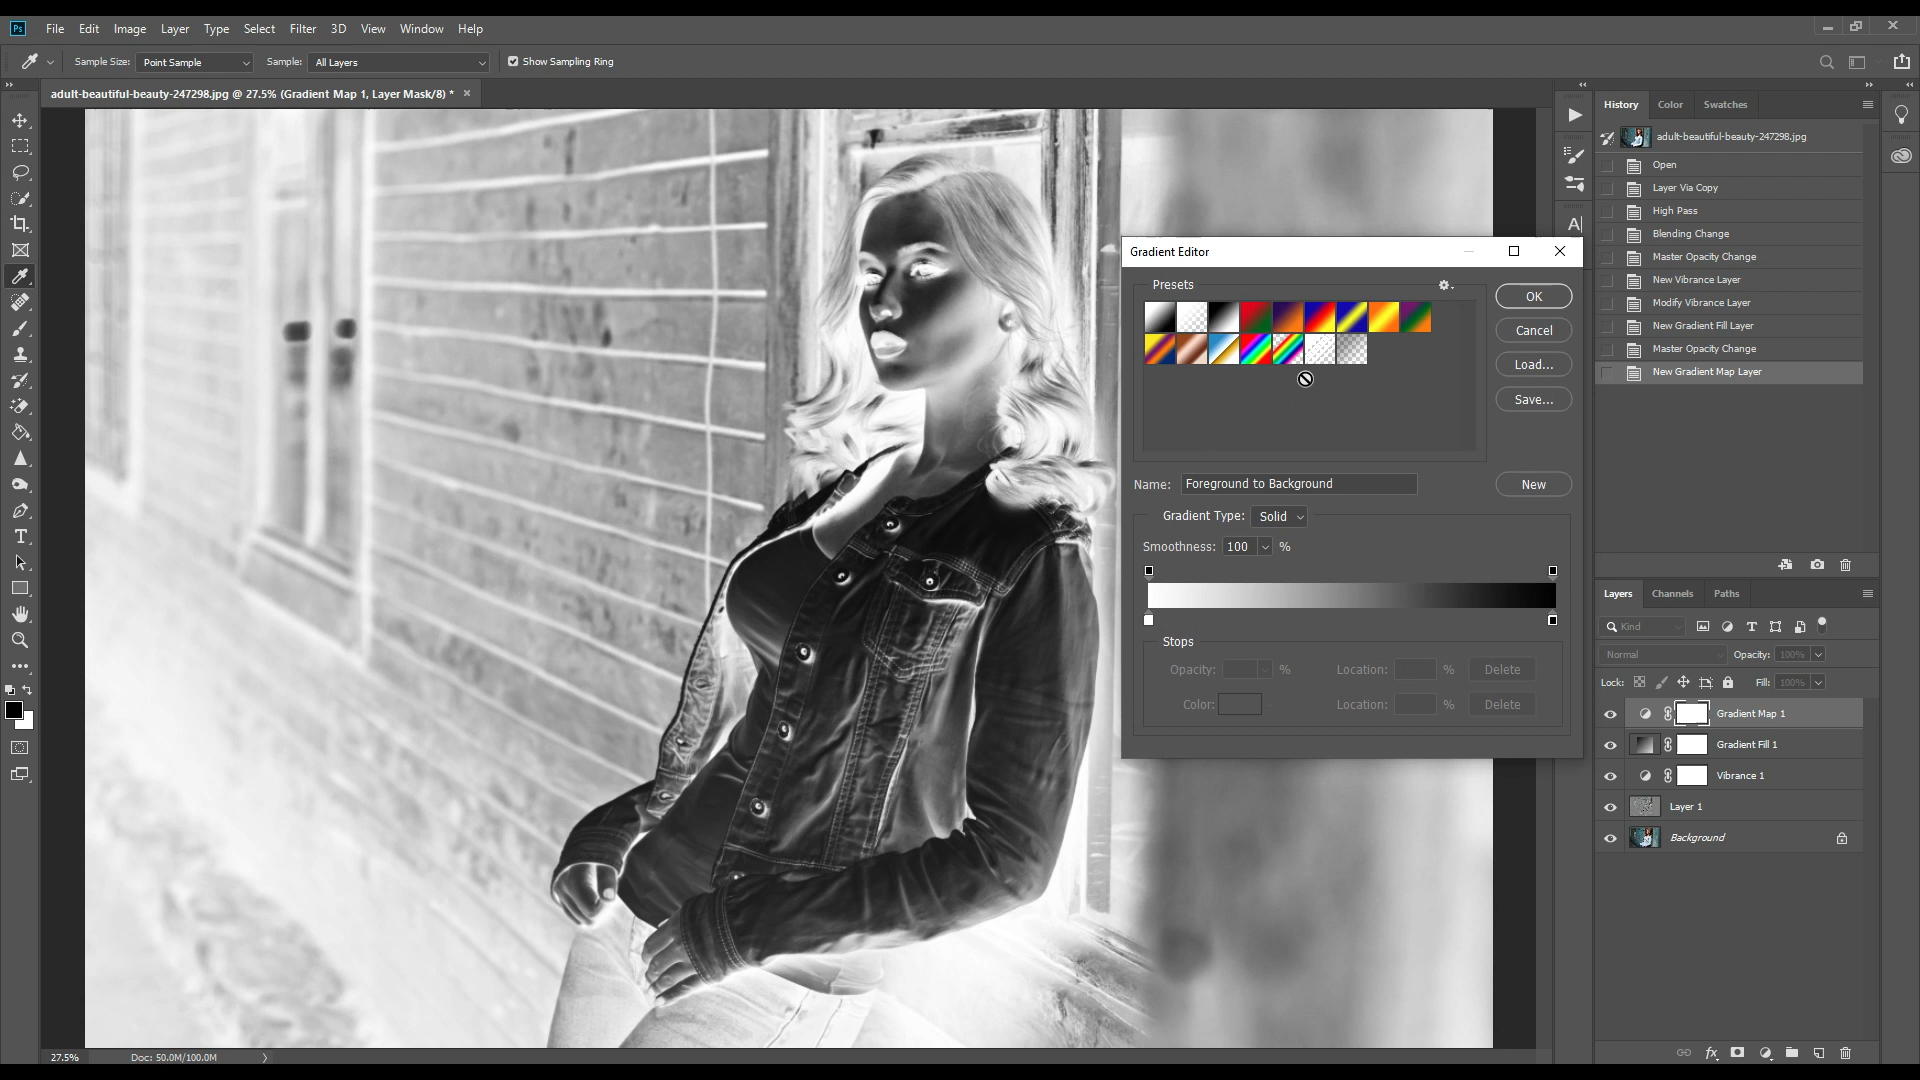 Ps File Edit Image Layer Type Select Filter 3D View Window Help
Sample Size: Point Sample Sample: All Layers Show Sampling Ring
adult-beautiful-beauty-247298.jpg @ 27.5% (Gradient Map 1, Layer Mask/8) * ×
History Color Swatches
adult-beautiful-beauty-247298.jpg
Open
Layer Via Copy
High Pass
Blending Change
Master Opacity Change
New Vibrance Layer
Modify Vibrance Layer
New Gradient Fill Layer
Master Opacity Change
New Gradient Map Layer
Gradient Editor
Presets
OK
Cancel
Load...
Save...
Name: Foreground to Background New
Gradient Type: Solid
Smoothness: 100 %
Stops
Opacity: % Location: % Delete
Color: Location: % Delete
Layers Channels Paths
Kind
Normal Opacity: 100%
Lock: Fill: 100%
Gradient Map 1
Gradient Fill 1
Vibrance 1
Layer 1
Background
27.5% Doc: 50.0M/100.0M
fx